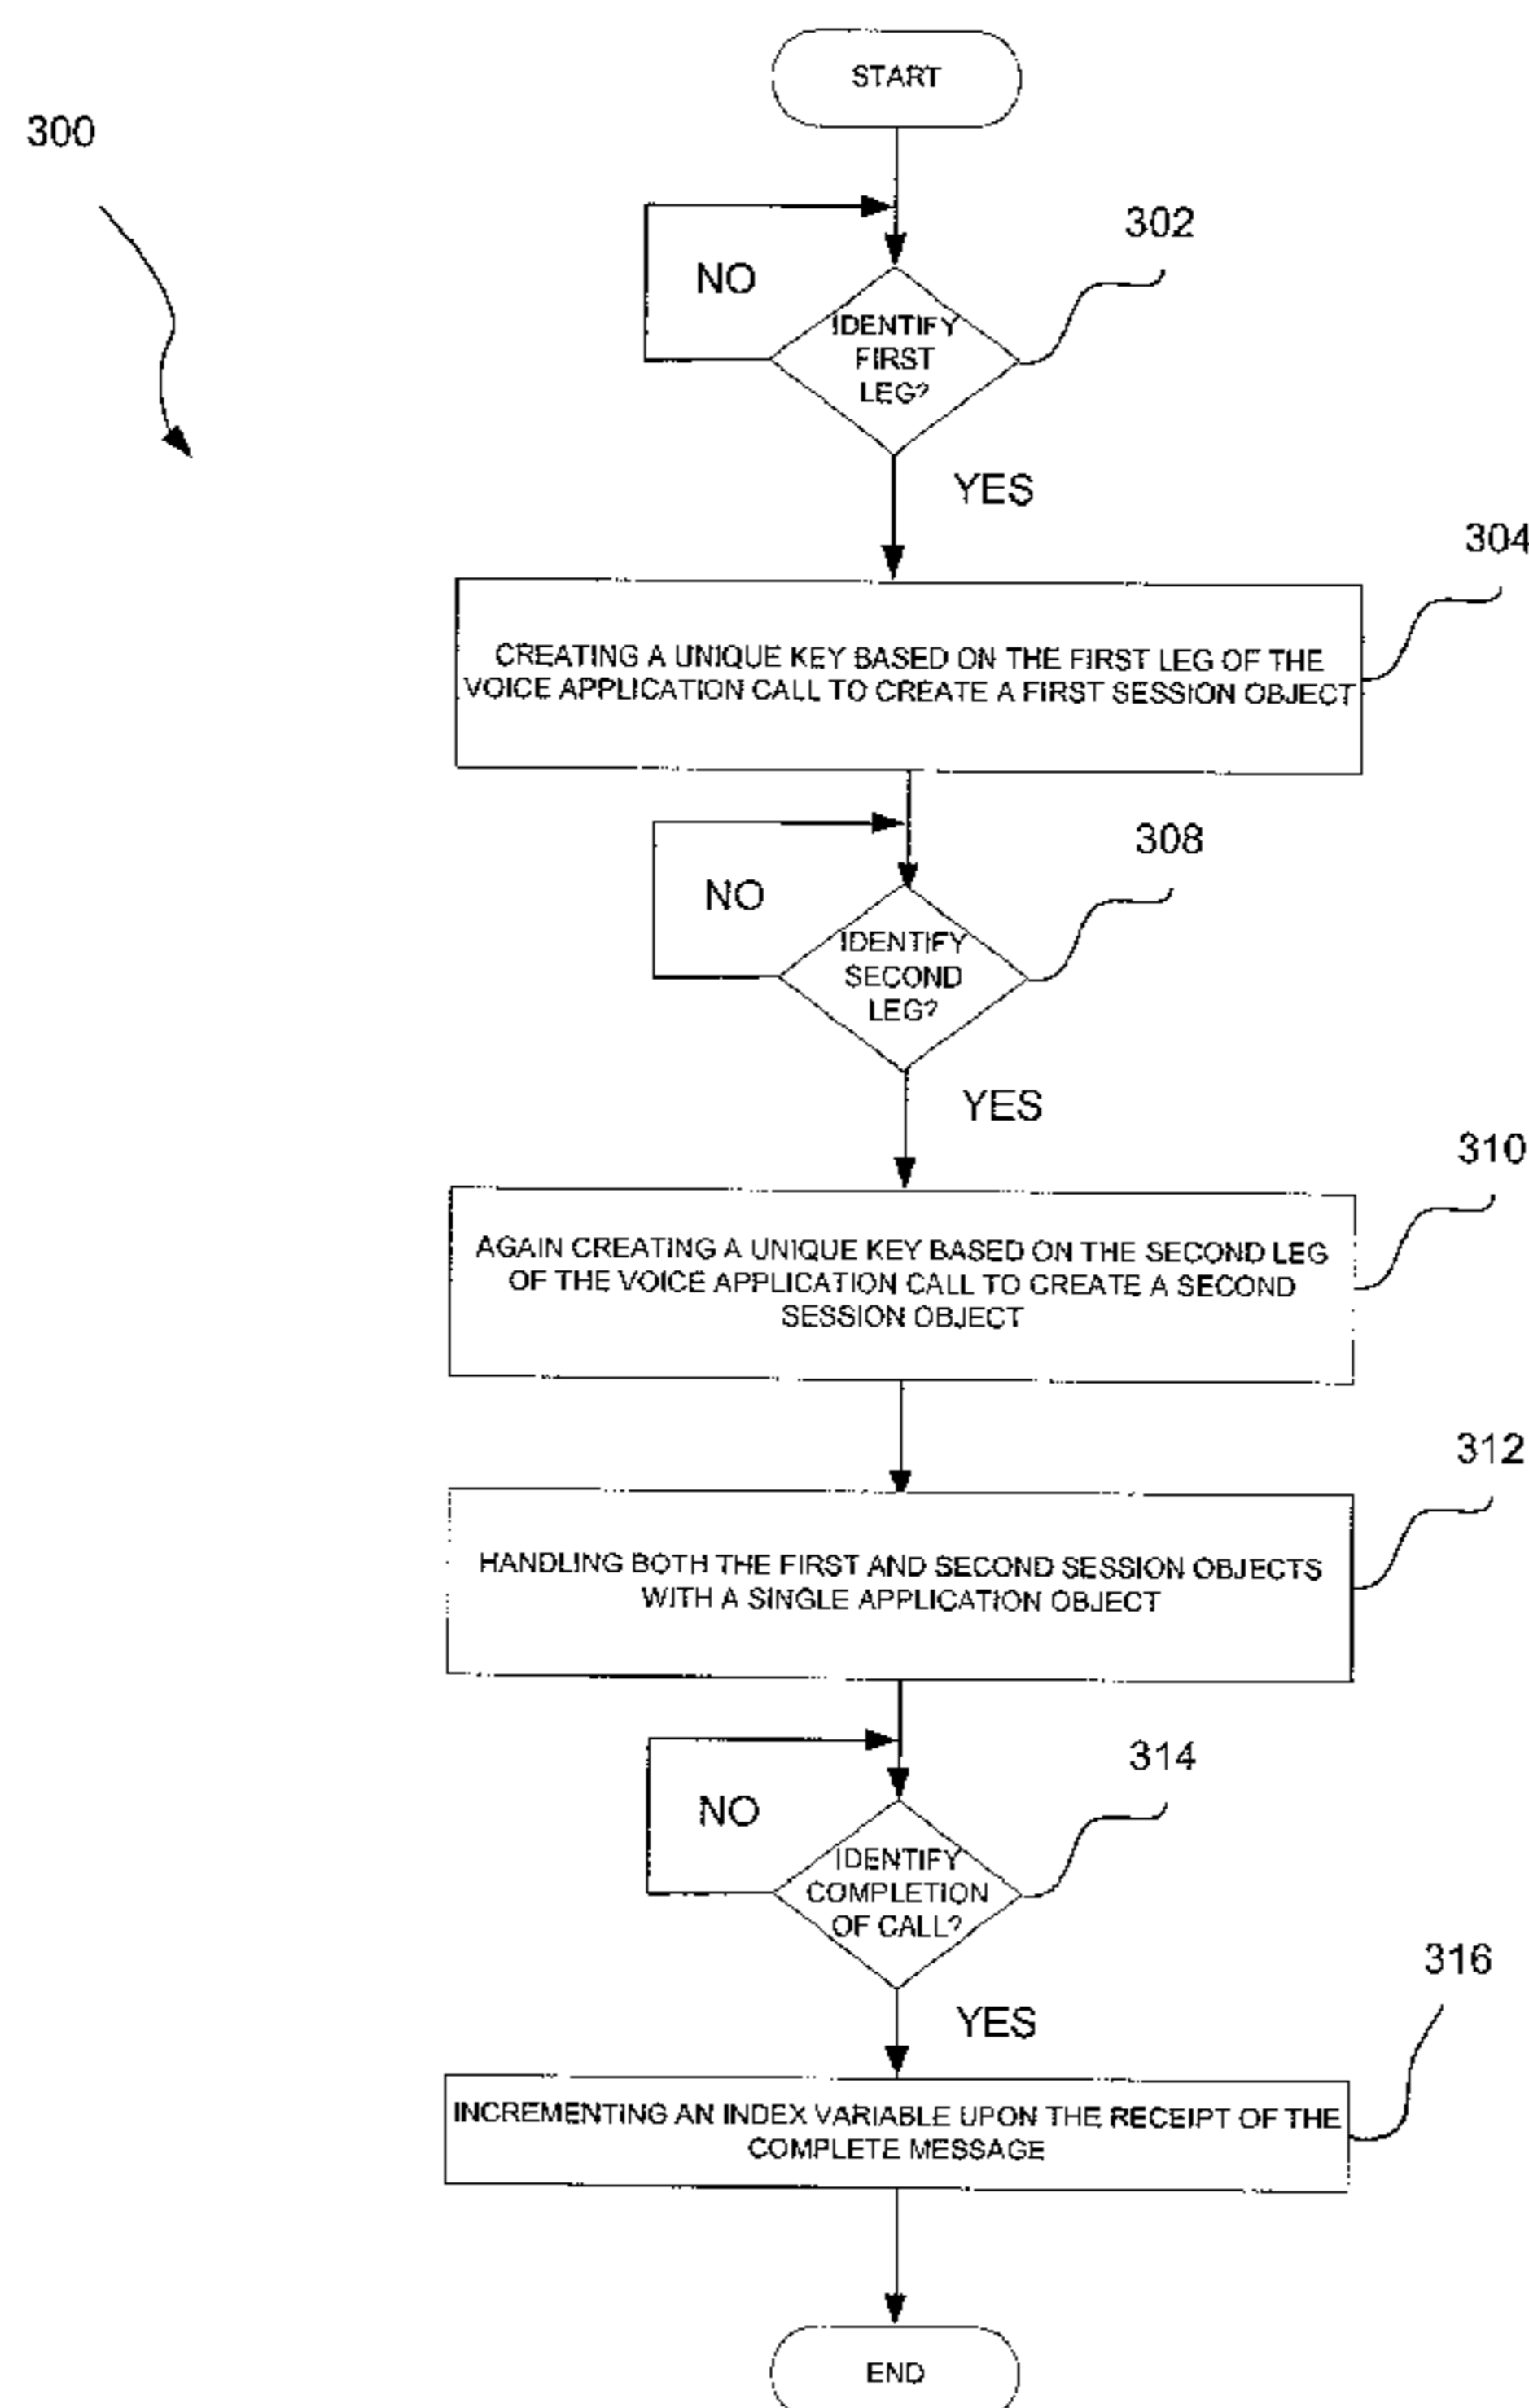 START
300
302
NO
IDENTIFY
FIRST
LEG?
YES
304
CREATING A UNIQUE KEY BASED ON THE FIRST LEG OF THE
VOICE APPLICATION CALL TO CREATE A FIRST SESSION OBJECT
308
NO
IDENTIFY
SECOND
LEG?
YES
310
AGAIN CREATING A UNIQUE KEY BASED ON THE SECOND LEG
OF THE VOICE APPLICATION CALL TO CREATE A SECOND
SESSION OBJECT
312
HANDLING BOTH THE FIRST AND SECOND SESSION OBJECTS
WITH A SINGLE APPLICATION OBJECT
314
NO
IDENTIFY
COMPLETION
OF CALL?
316
YES
INCREMENTING AN INDEX VARIABLE UPON THE RECEIPT OF THE
COMPLETE MESSAGE
END